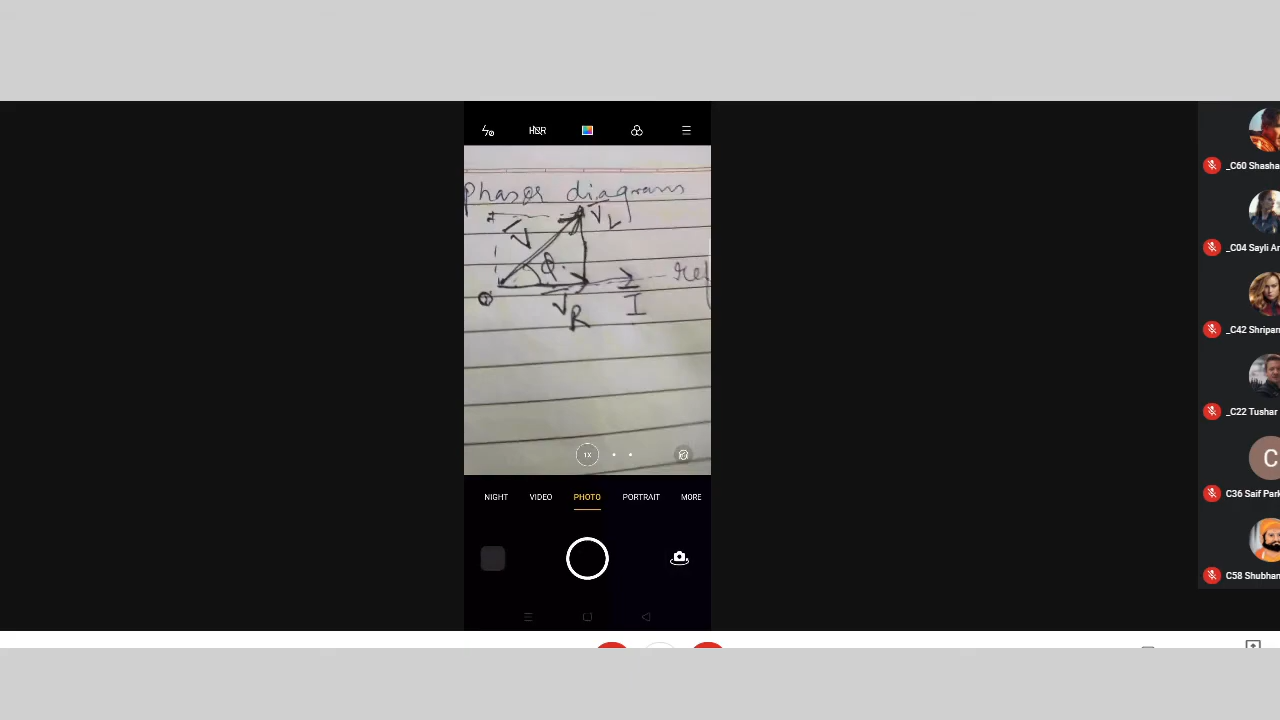 HDR
phasor diagrams
V
VL
φ
ref
O
VR
I
1X
NIGHT VIDEO PHOTO PORTRAIT MORE
_C60 Shasha
_C04 Sayli Ar
_C42 Shripan
_C22 Tushar
C
C36 Saif Park
C58 Shubhan